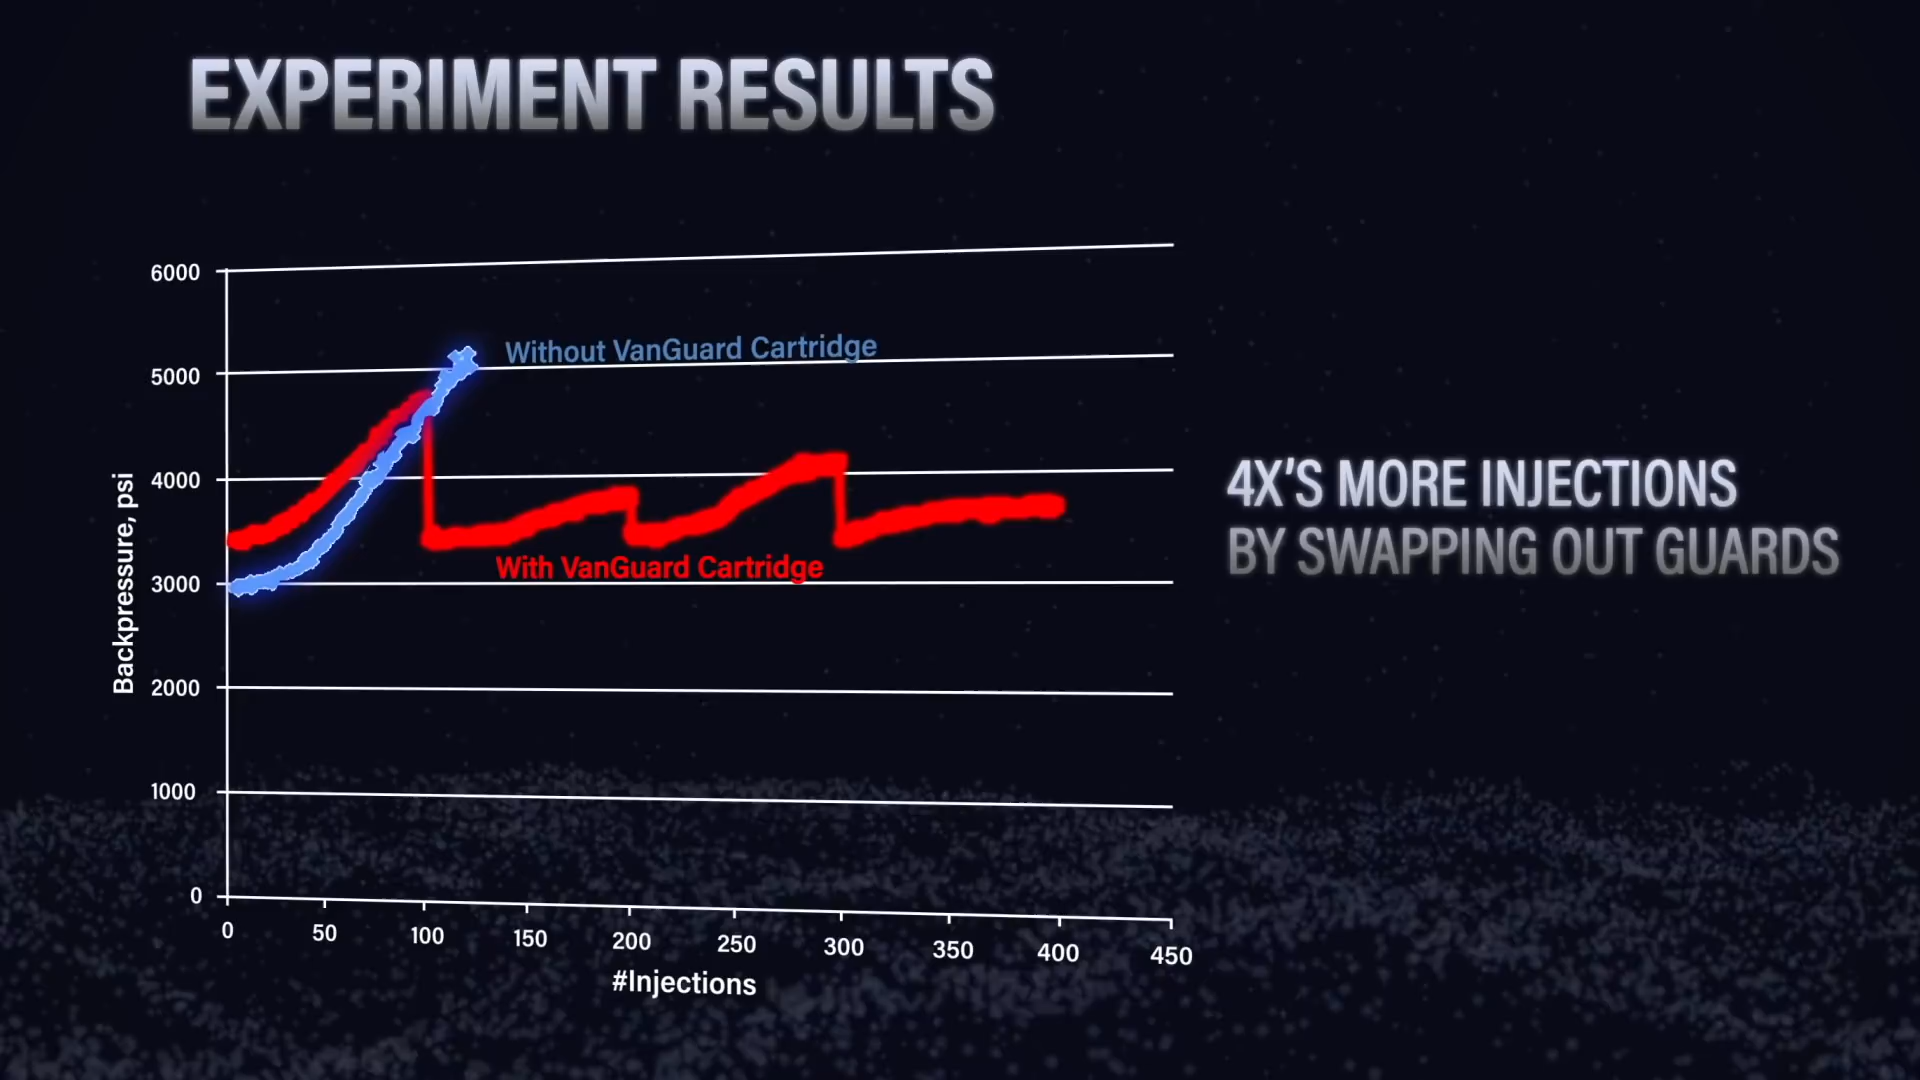 EXPERIMENT RESULTS
6000
5000
4000
3000
2000
1000
0
Backpressure, psi
Without VanGuard Cartridge
With VanGuard Cartridge
0 50 100 150 200 250 300 350 400 450
#Injections
4X'S MORE INJECTIONS
BY SWAPPING OUT GUARDS